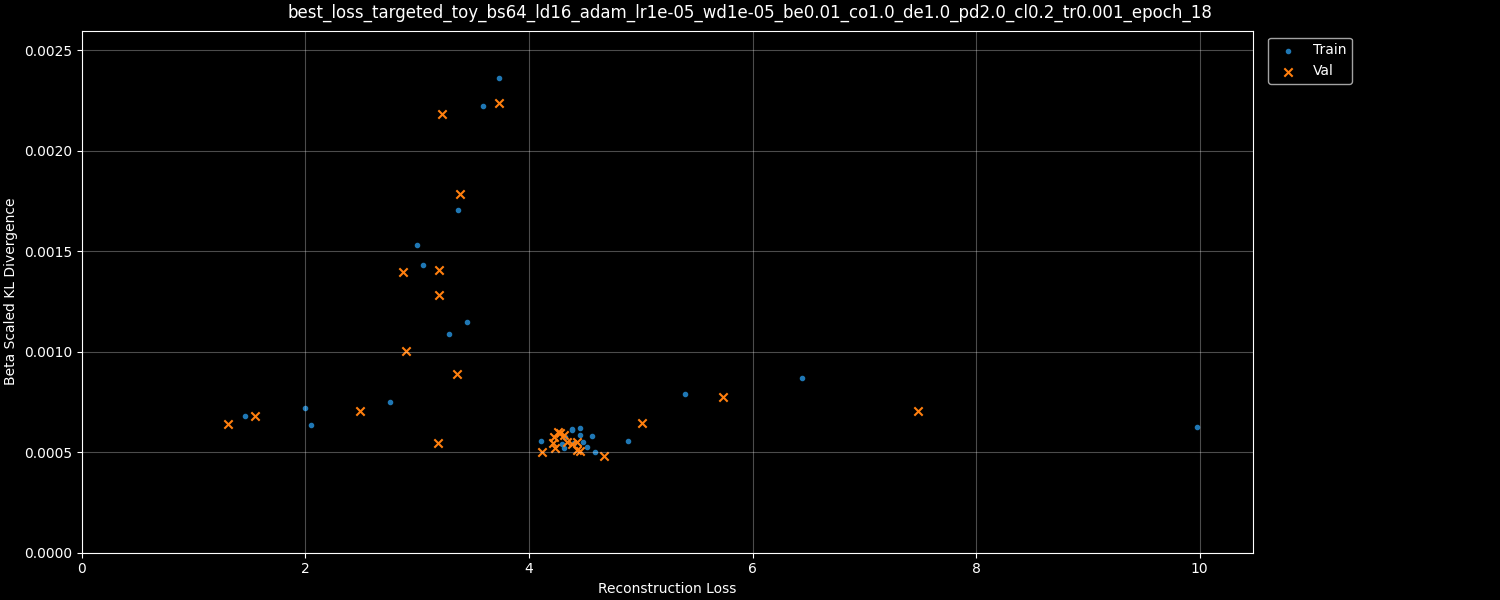 best_loss_targeted_toy_bs64_ld16_adam_lr1e-05_wd1e-05_be0.01_co1.0_de1.0_pd2.0_cl0.2_tr0.001_epoch_18
Train
Val
0.0025
0.0020
0.0015
0.0010
0.0005
0.0000
Beta Scaled KL Divergence
0
2
4
6
8
10
Reconstruction Loss